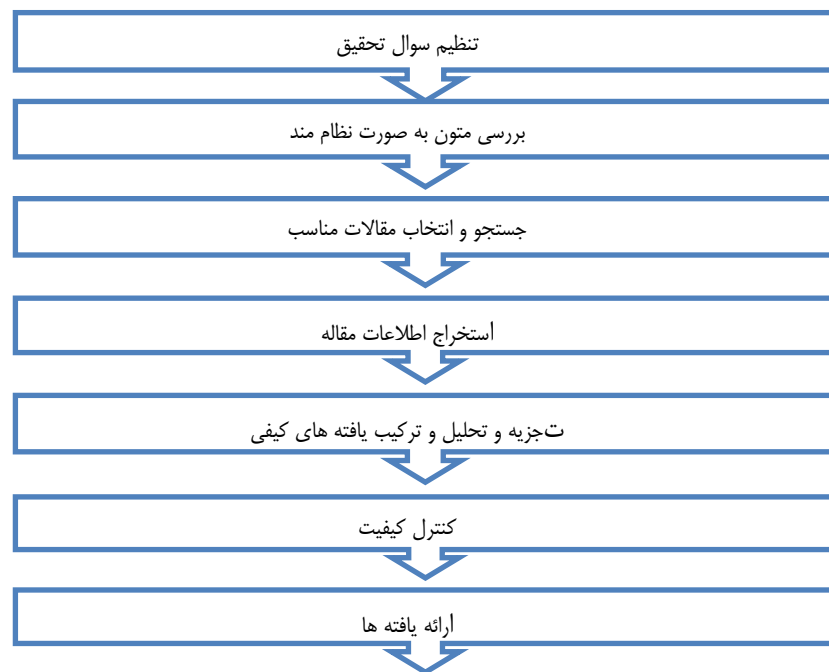 تنظیم سوال تحقیق
بررسی متون به صورت نظام مند
جستجو و انتخاب مقالات مناسب
استخراج اطلاعات مقاله
تجزیه و تحلیل و ترکیب یافته های کیفی
کنترل کیفیت
ارائه یافته ها